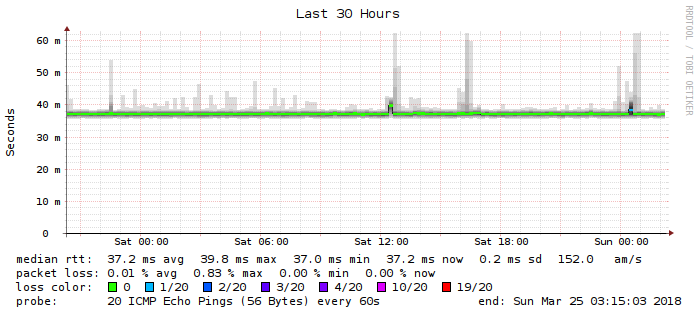 Last 30 Hours
RRDTOOL / TOBI OETIKER
Seconds
60 m
50 m
40 m
30 m
20 m
10 m
0
Sat 00:00 Sat 06:00 Sat 12:00 Sat 18:00 Sun 00:00
median rtt: 37.2 ms avg 39.8 ms max 37.0 ms min 37.2 ms now 0.2 ms sd 152.0 am/s
packet loss: 0.01 % avg 0.83 % max 0.00 % min 0.00 % now
loss color: 0 1/20 2/20 3/20 4/20 10/20 19/20
probe: 20 ICMP Echo Pings (56 Bytes) every 60s end: Sun Mar 25 03:15:03 2018